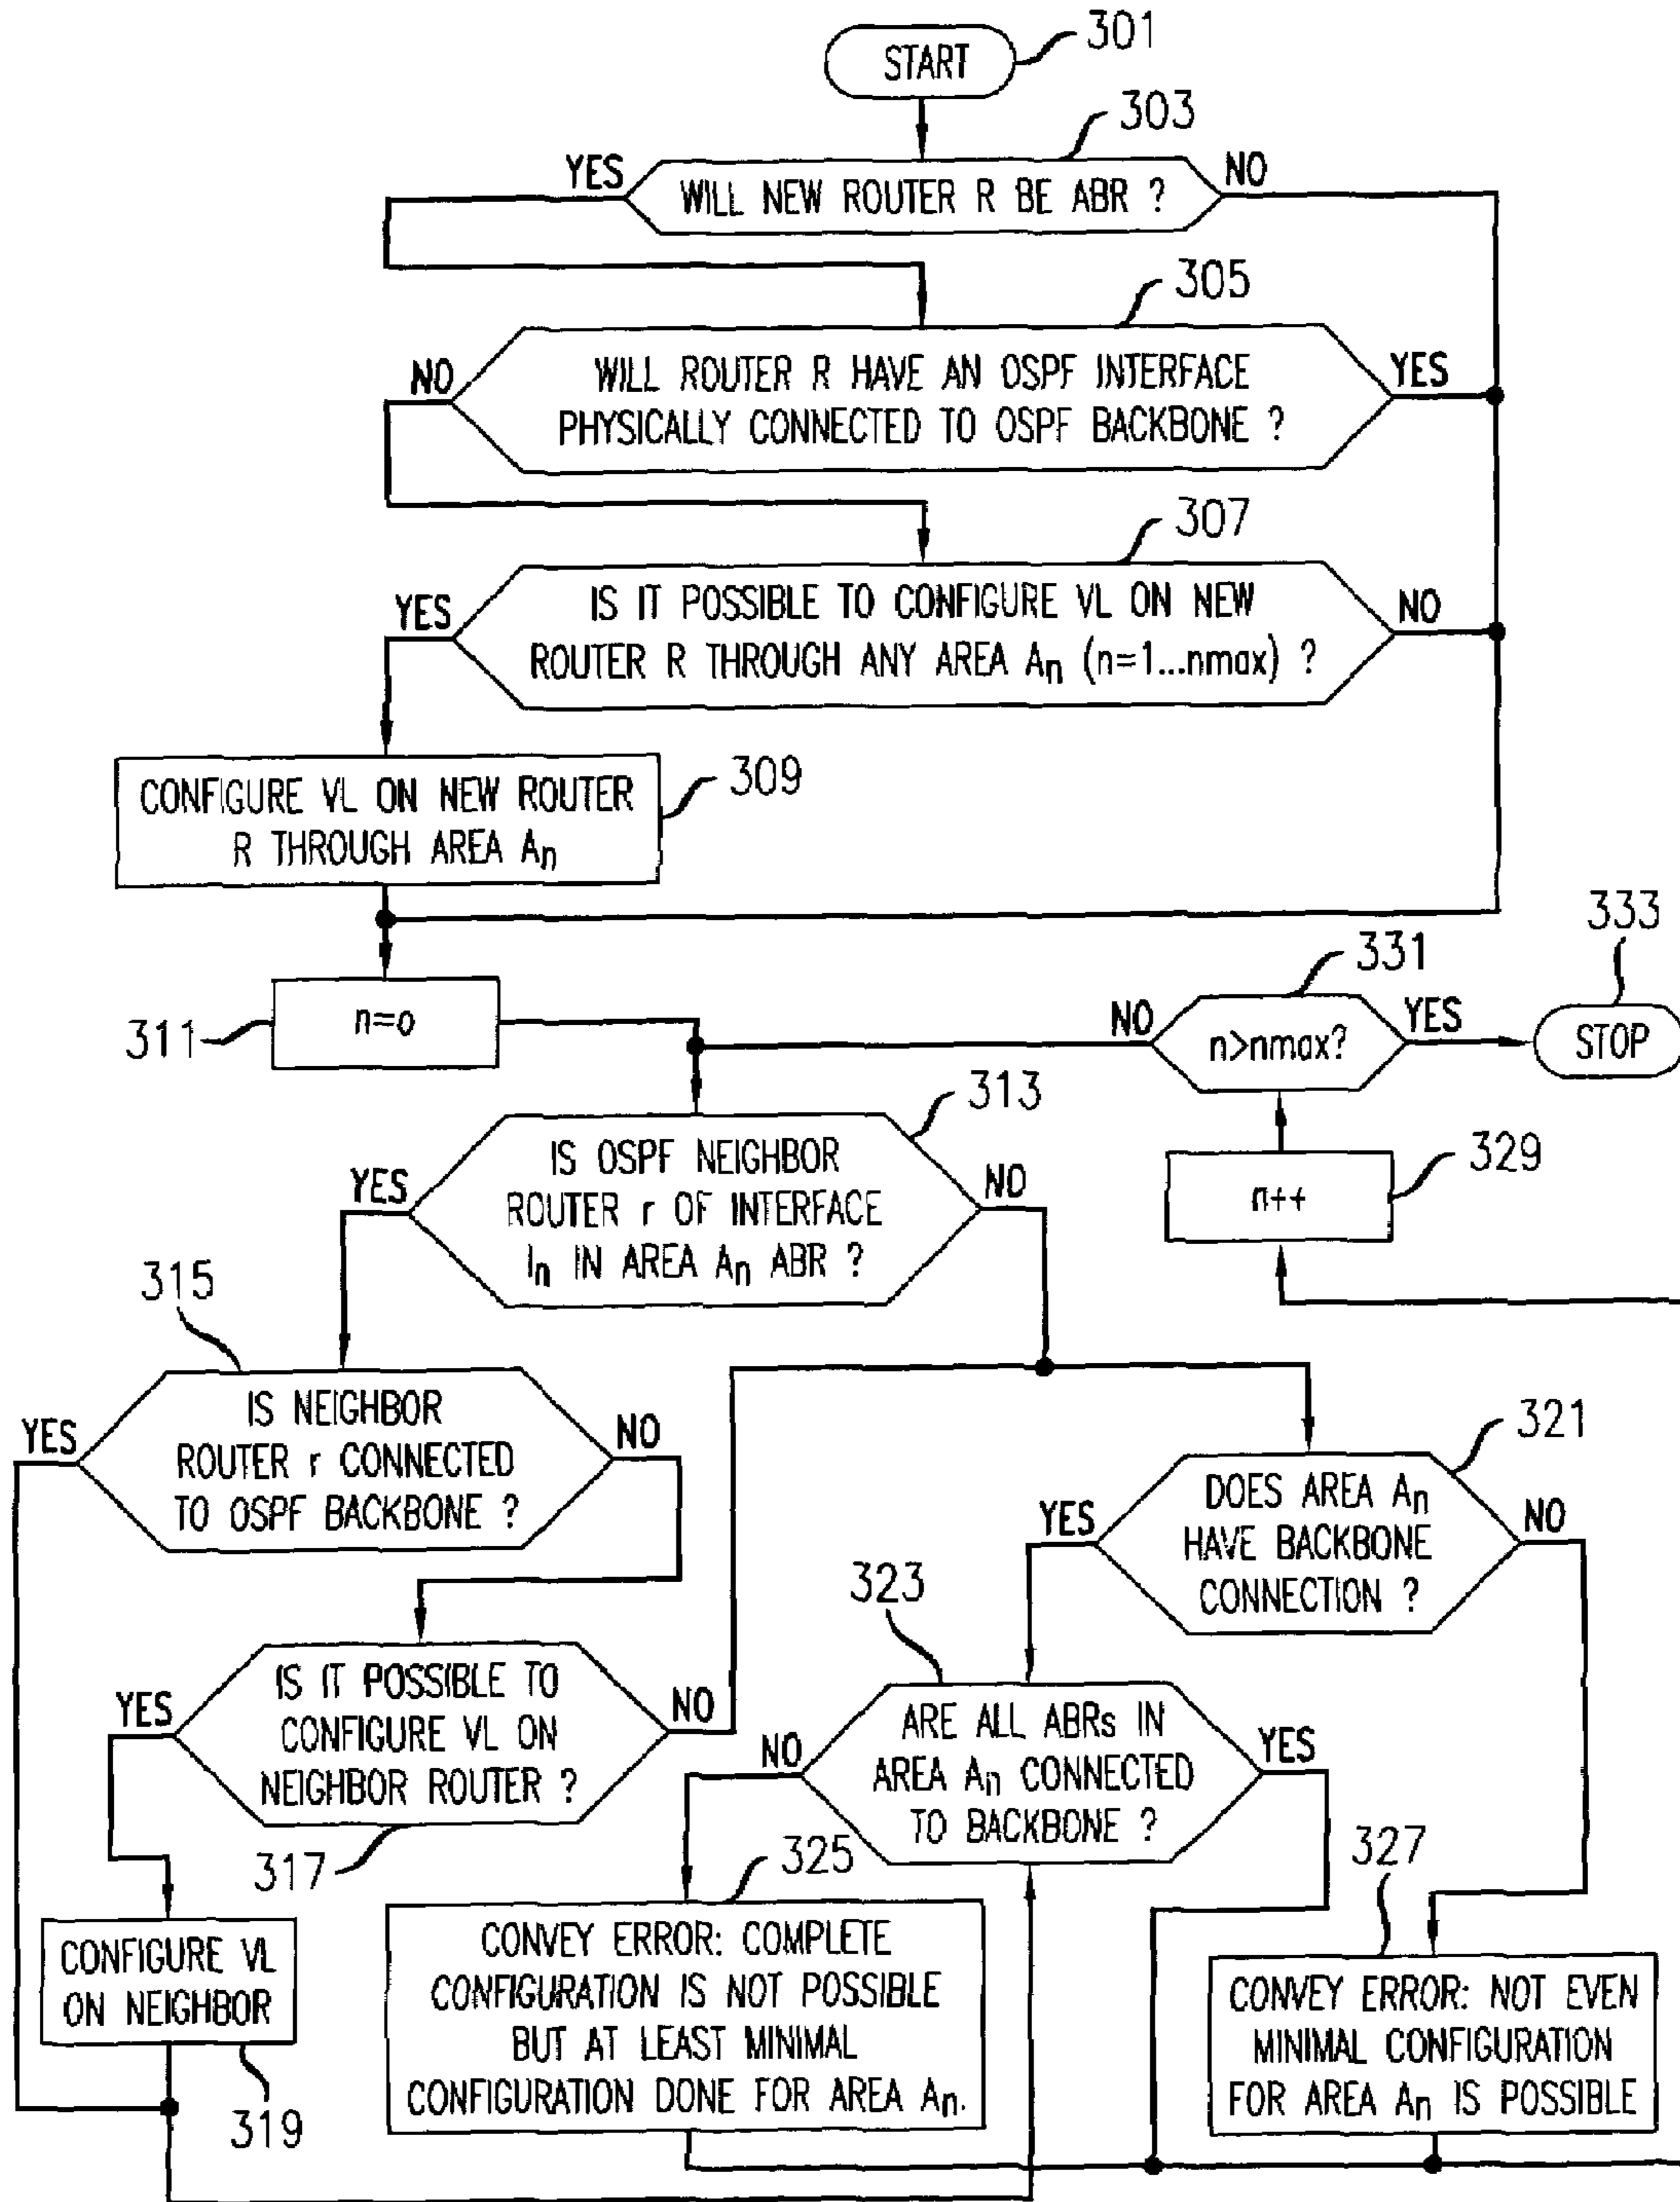 301
START
303
YES
WILL NEW ROUTER R BE ABR ?
NO
305
NO
WILL ROUTER R HAVE AN OSPF INTERFACE
PHYSICALLY CONNECTED TO OSPF BACKBONE ?
YES
307
YES
IS IT POSSIBLE TO CONFIGURE VL ON NEW
ROUTER R THROUGH ANY AREA An (n=1...nmax) ?
NO
CONFIGURE VL ON NEW ROUTER
R THROUGH AREA An
309
333
331
311
n=o
NO
n>nmax?
YES
STOP
313
YES
IS OSPF NEIGHBOR
ROUTER r OF INTERFACE
In IN AREA An ABR ?
NO
n++
329
315
YES
IS NEIGHBOR
ROUTER r CONNECTED
TO OSPF BACKBONE ?
NO
321
YES
DOES AREA An
HAVE BACKBONE
CONNECTION ?
NO
323
YES
IS IT POSSIBLE TO
CONFIGURE VL ON
NEIGHBOR ROUTER ?
NO
317
NO
ARE ALL ABRs IN
AREA An CONNECTED
TO BACKBONE ?
YES
325
327
CONFIGURE VL
ON NEIGHBOR
319
CONVEY ERROR: COMPLETE
CONFIGURATION IS NOT POSSIBLE
BUT AT LEAST MINIMAL
CONFIGURATION DONE FOR AREA An.
CONVEY ERROR: NOT EVEN
MINIMAL CONFIGURATION
FOR AREA An IS POSSIBLE